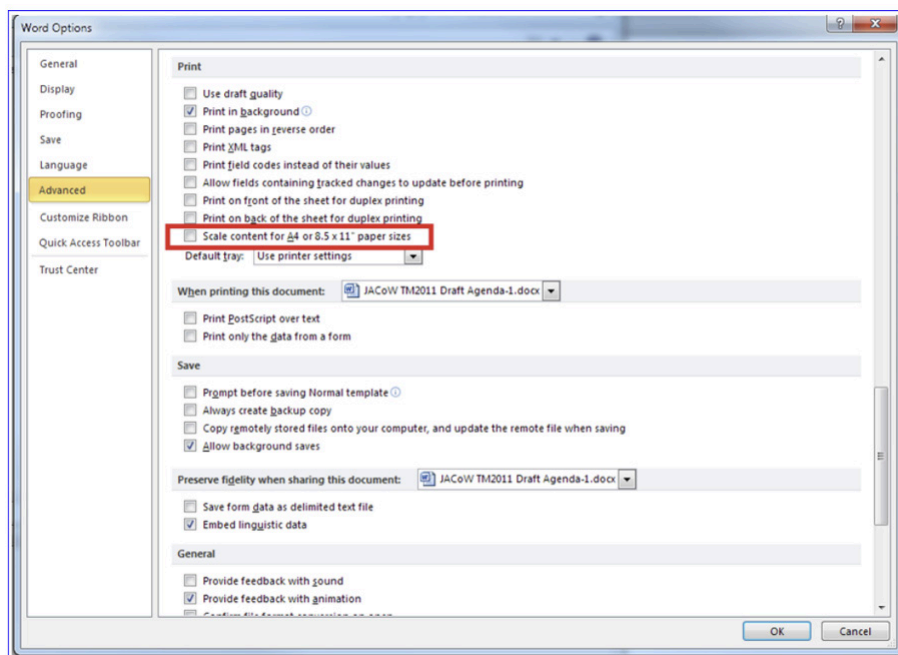 Word Options
General
Display
Proofing
Save
Language
Advanced
Customize Ribbon
Quick Access Toolbar
Trust Center
Print
Use draft quality
Print in background
Print pages in reverse order
Print XML tags
Print field codes instead of their values
Allow fields containing tracked changes to update before printing
Print on front of the sheet for duplex printing
Print on back of the sheet for duplex printing
Scale content for A4 or 8.5 x 11" paper sizes
Default tray: Use printer settings
When printing this document: JACoW TM2011 Draft Agenda-1.docx
Print PostScript over text
Print only the data from a form
Save
Prompt before saving Normal template
Always create backup copy
Copy remotely stored files onto your computer, and update the remote file when saving
Allow background saves
Preserve fidelity when sharing this document: JACoW TM2011 Draft Agenda-1.docx
Save form data as delimited text file
Embed linguistic data
General
Provide feedback with sound
Provide feedback with animation
Confirm file format conversion on open
OK Cancel